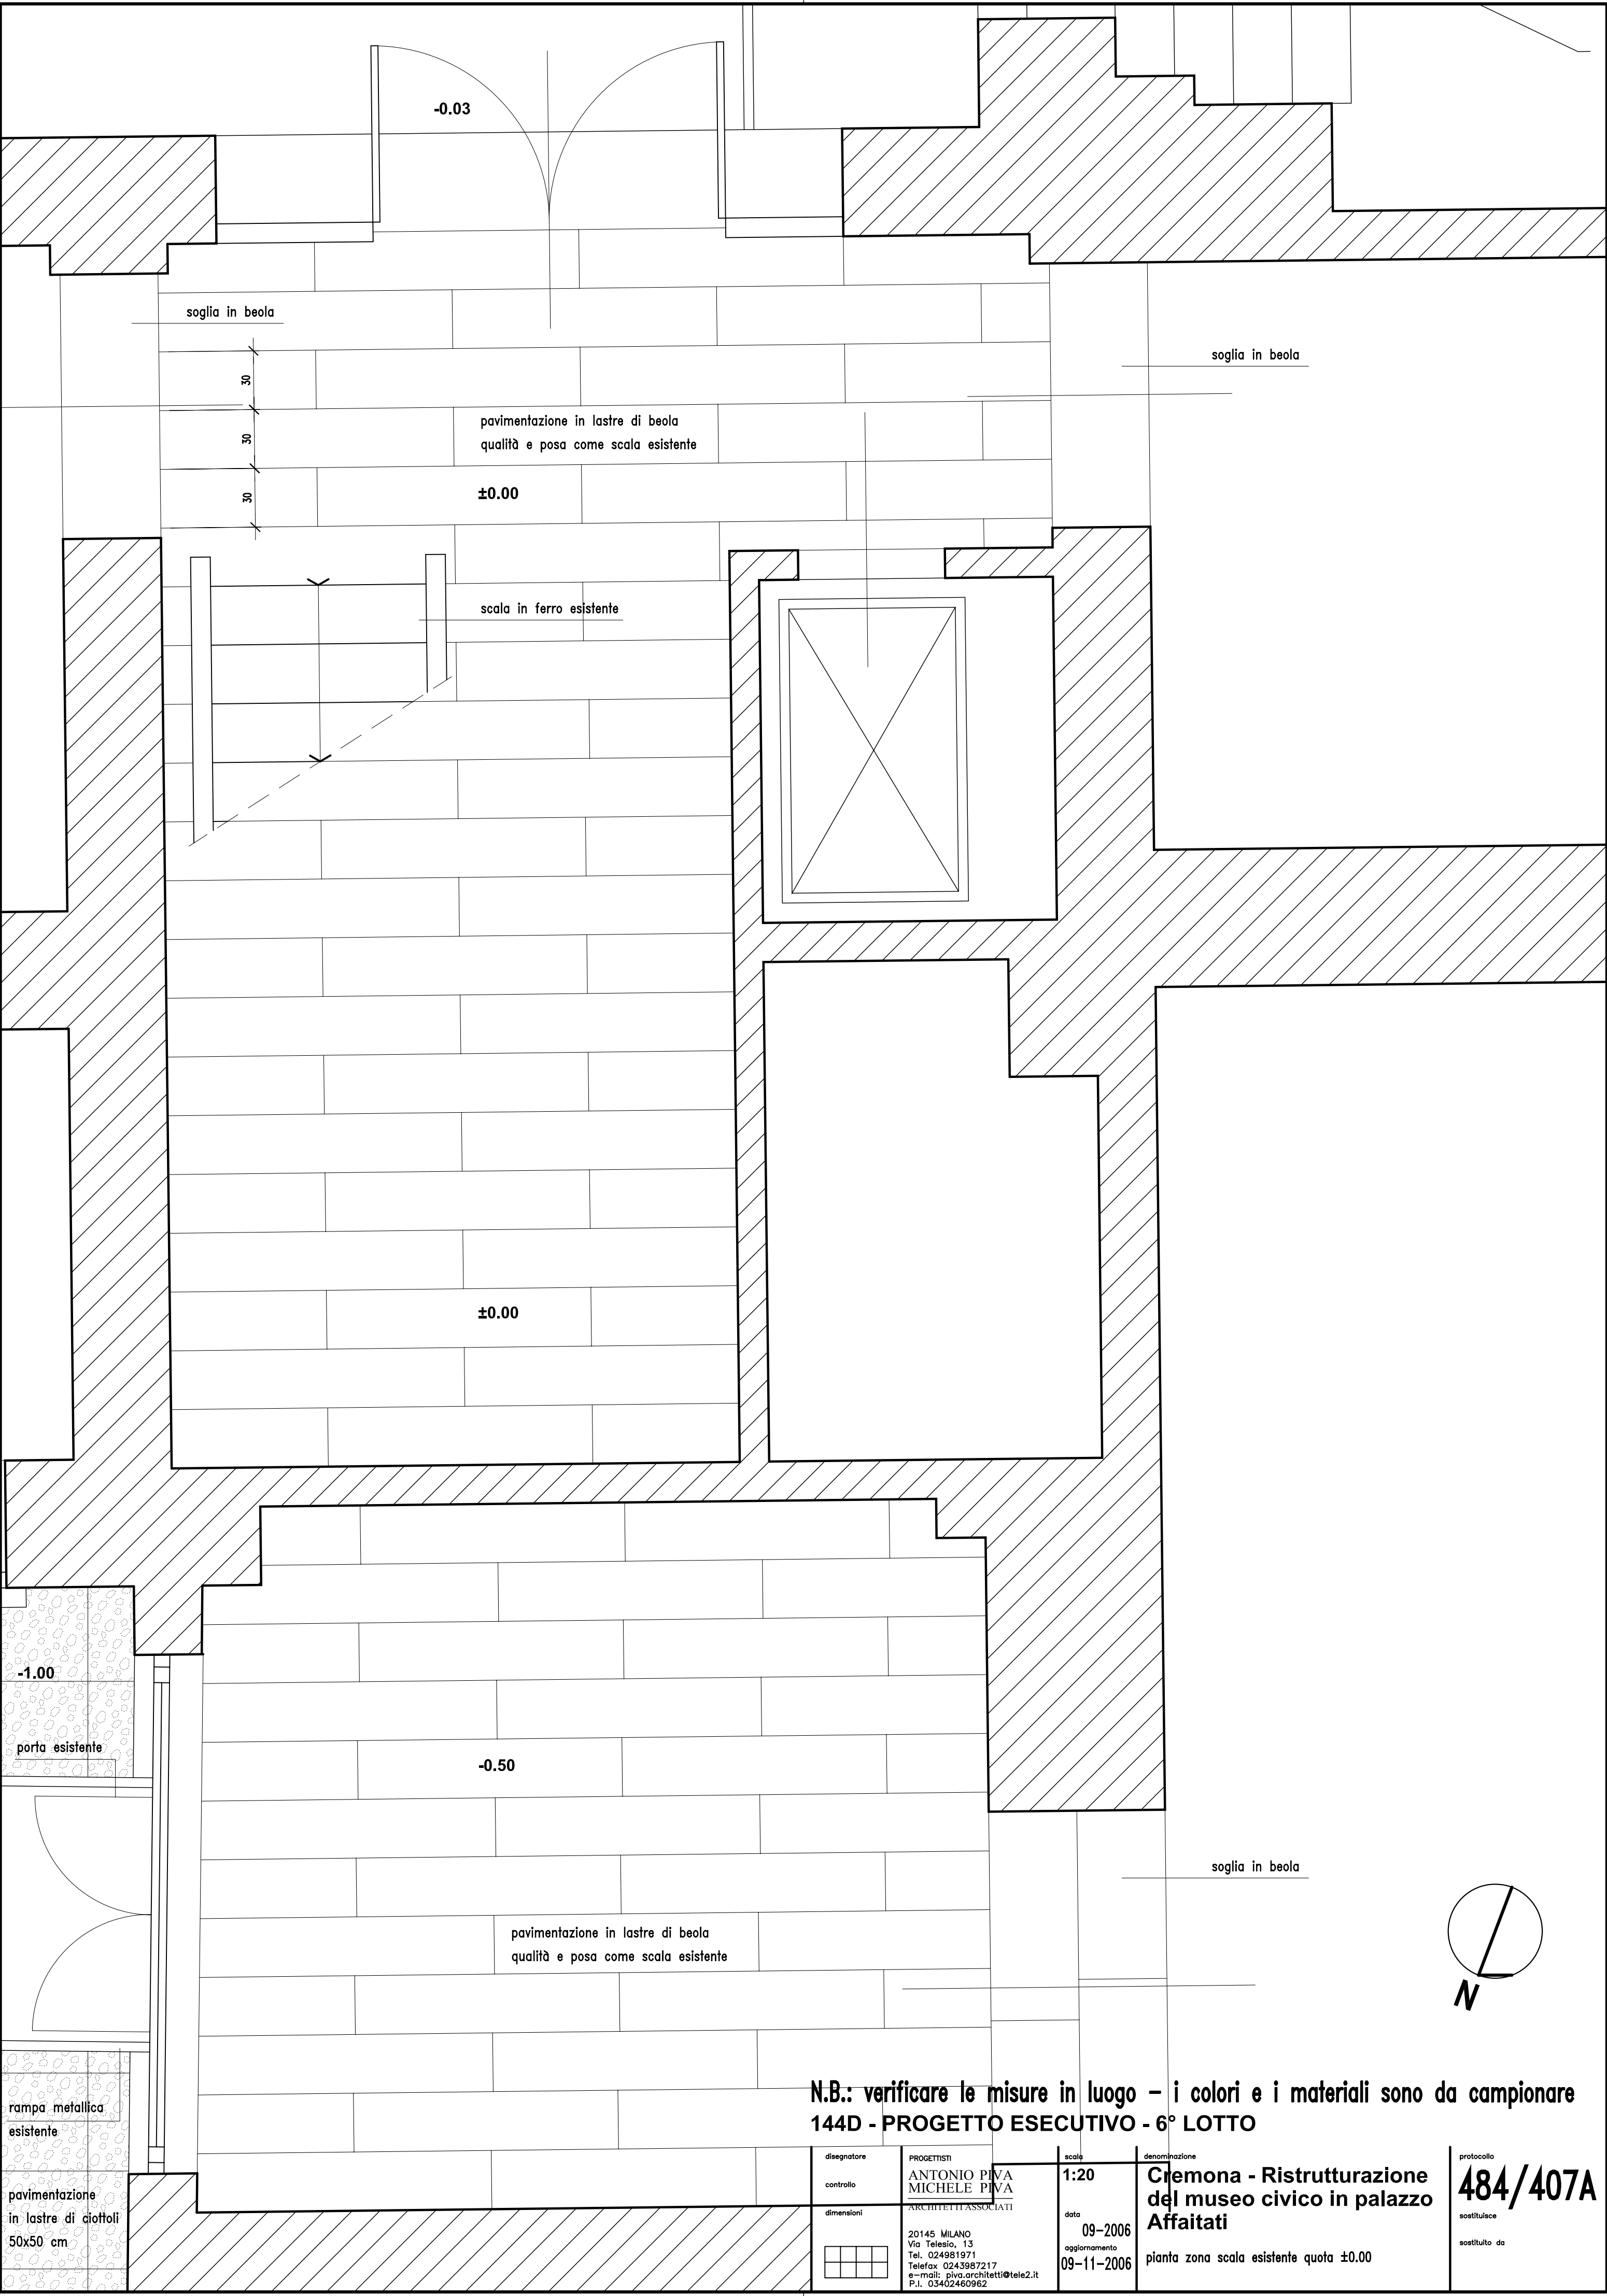 -0.03
soglia in beola
soglia in beola
30
30
30
pavimentazione in lastre di beola
qualità e posa come scala esistente
±0.00
scala in ferro esistente
±0.00
-1.00
porta esistente
-0.50
soglia in beola
pavimentazione in lastre di beola
qualità e posa come scala esistente
N
rampa metallica
esistente
pavimentazione
in lastre di ciottoli
50x50 cm
N.B.: verificare le misure in luogo – i colori e i materiali sono da campionare
144D - PROGETTO ESECUTIVO - 6° LOTTO
disegnatore
controllo
dimensioni
PROGETTISTI
ANTONIO PIVA
MICHELE PIVA
ARCHITETTI ASSOCIATI
20145 MILANO
Via Telesio, 13
Tel. 024981971
Telefax 0243987217
e-mail: piva.architetti@tele2.it
P.I. 03402460962
scala
1:20
data
09-2006
aggiornamento
09-11-2006
denominazione
Cremona - Ristrutturazione
del museo civico in palazzo
Affaitati
pianta zona scala esistente quota ±0.00
protocollo
484/407A
sostituisce
sostituito da